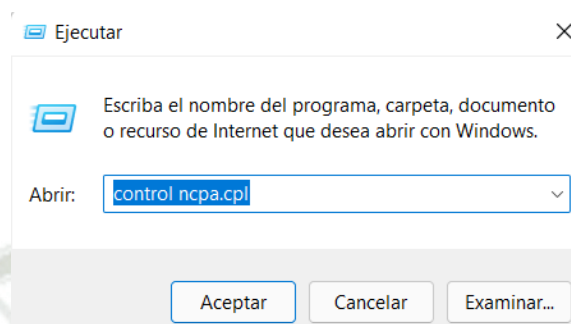 Ejecutar
Escriba el nombre del programa, carpeta, documento
o recurso de Internet que desea abrir con Windows.
Abrir: control ncpa.cpl
Aceptar Cancelar Examinar...